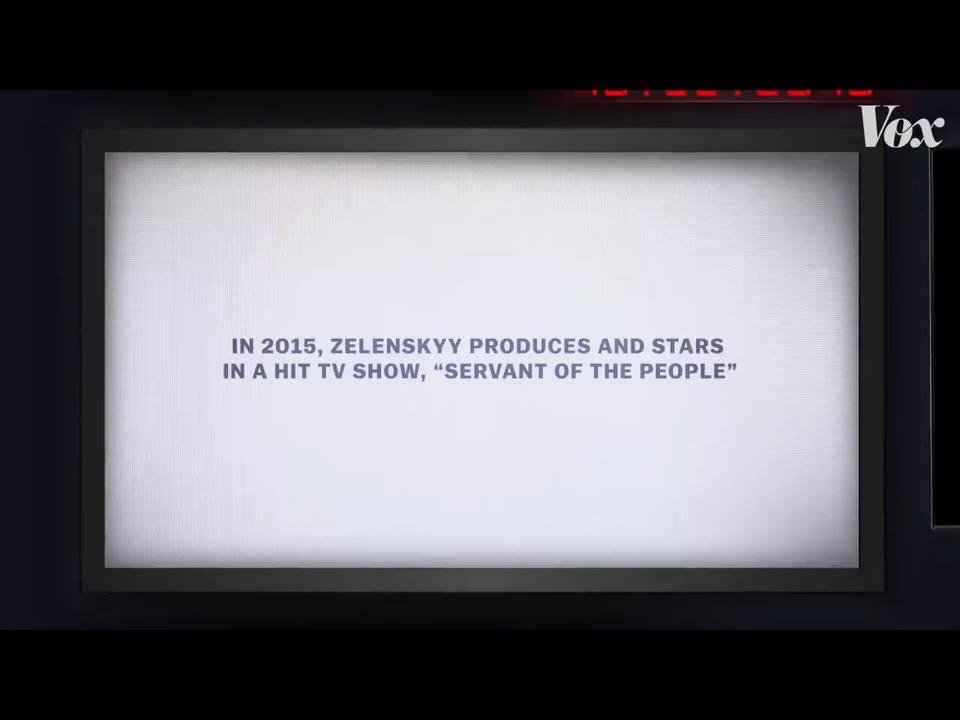 Vox
IN 2015, ZELENSKYY PRODUCES AND STARS
IN A HIT TV SHOW, “SERVANT OF THE PEOPLE”